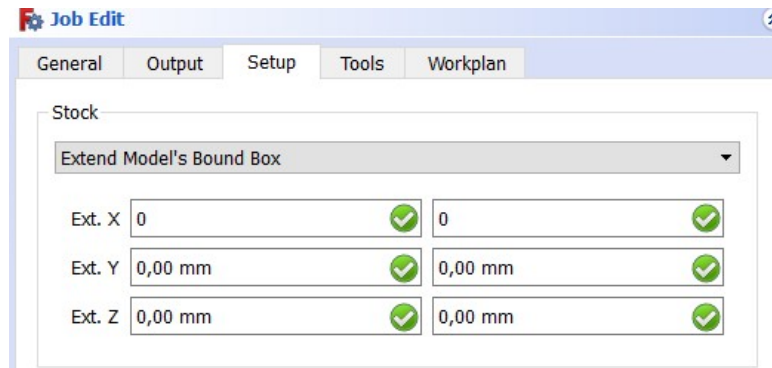 Job Edit
General Output Setup Tools Workplan
Stock
Extend Model's Bound Box
Ext. X 0 0
Ext. Y 0,00 mm 0,00 mm
Ext. Z 0,00 mm 0,00 mm